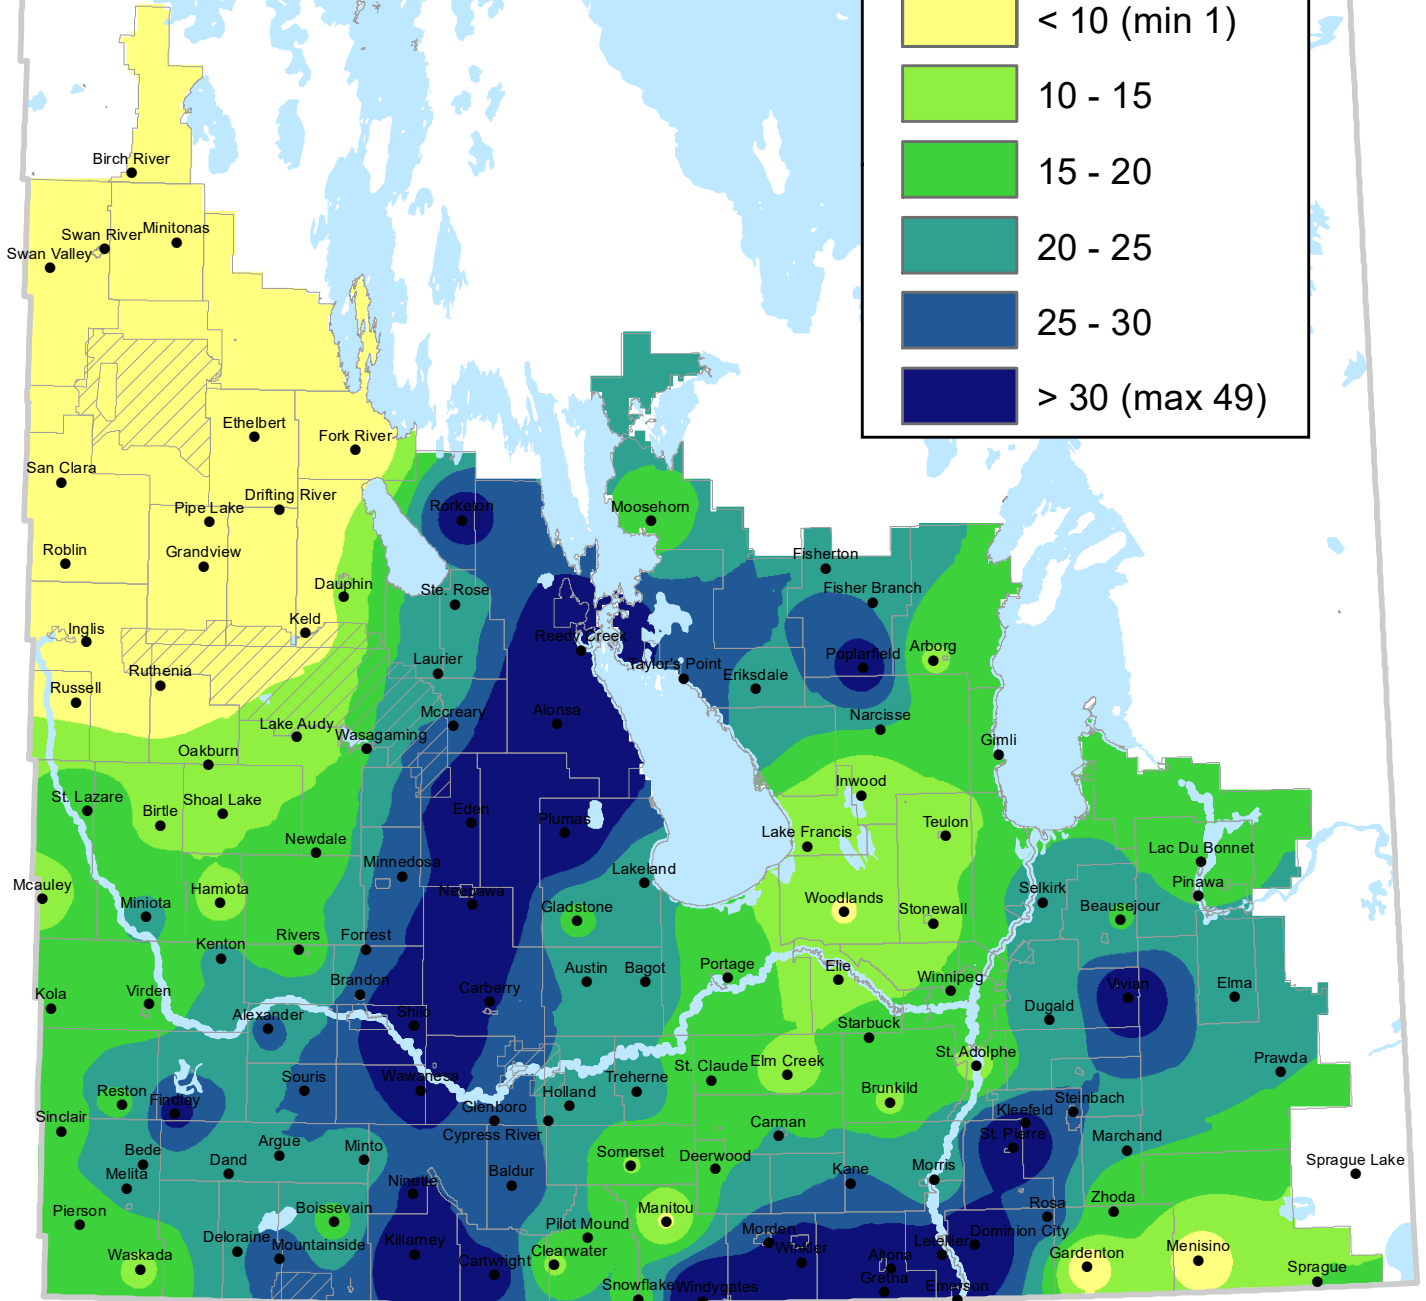 < 10 (min 1)
10 - 15
15 - 20
20 - 25
25 - 30
> 30 (max 49)
Birch River
Swan River
Minitonas
Swan Valley
Ethelbert
Fork River
San Clara
Drifting River
Pipe Lake
Rorketon
Moosehorn
Roblin
Grandview
Fisherton
Dauphin
Ste. Rose
Fisher Branch
Keld
Inglis
Reedy Creek
Arborg
Poplarfield
Laurier
Taylor's Point
Ruthenia
Eriksdale
Russell
Mccreary
Alonsa
Narcisse
Lake Audy
Wasagaming
Gimli
Oakburn
Inwood
St. Lazare
Shoal Lake
Birtle
Eden
Plumas
Teulon
Lake Francis
Newdale
Lac Du Bonnet
Minnedosa
Lakeland
Pinawa
Mcauley
Hamiota
Neepawa
Selkirk
Miniota
Gladstone
Woodlands
Stonewall
Beausejour
Kenton
Rivers
Forrest
Portage
Elie
Austin
Bagot
Winnipeg
Brandon
Carberry
Vivian
Elma
Kola
Virden
Alexander
Shilo
Dugald
Starbuck
St. Adolphe
Prawda
St. Claude
Elm Creek
Souris
Wawanesa
Treherne
Reston
Findlay
Holland
Brunkild
Steinbach
Glenboro
Kleefeld
Sinclair
Cypress River
Carman
St. Pierre
Marchand
Argue
Minto
Bede
Dand
Somerset
Deerwood
Sprague Lake
Melita
Baldur
Kane
Morris
Ninette
Pierson
Boissevain
Manitou
Rosa
Zhoda
Pilot Mound
Morden
Dominion City
Deloraine
Mountainside
Killarney
Winkler
Letellier
Waskada
Cartwright
Clearwater
Altona
Gardenton
Menisino
Gretna
Sprague
Snowflake
Windygates
Emerson